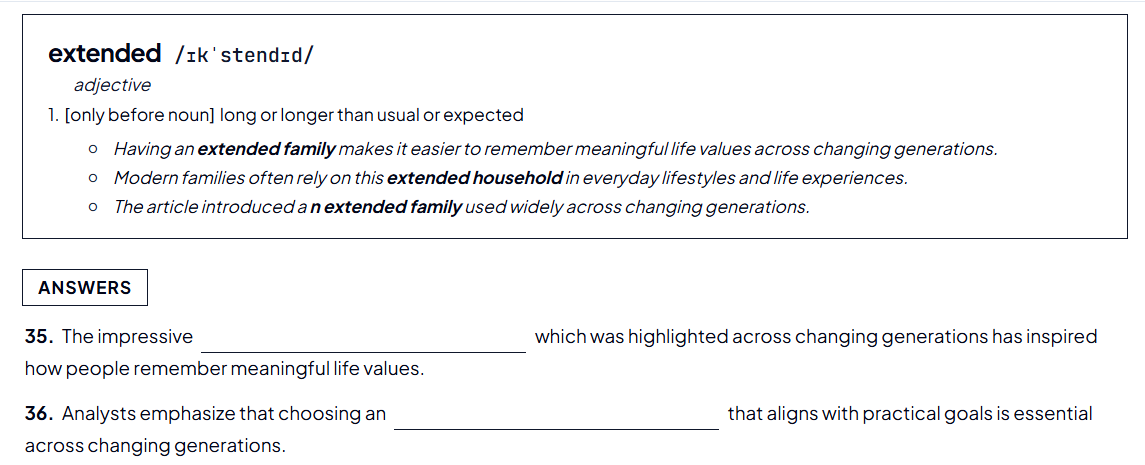 extended /ɪkˈstendɪd/
adjective
1. [only before noun] long or longer than usual or expected
○ Having an extended family makes it easier to remember meaningful life values across changing generations.
○ Modern families often rely on this extended household in everyday lifestyles and life experiences.
○ The article introduced a n extended family used widely across changing generations.
ANSWERS
35. The impressive ______________________________ which was highlighted across changing generations has inspired
how people remember meaningful life values.
36. Analysts emphasize that choosing an ______________________________ that aligns with practical goals is essential
across changing generations.